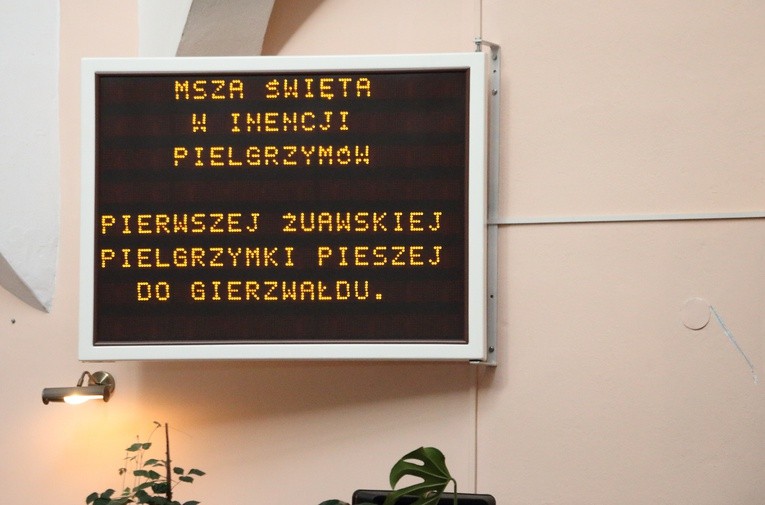 MSZA ŚWIĘTA
W INENCJI
PIELGRZYMÓW
PIERWSZEJ ŻUAWSKIEJ
PIELGRZYMKI PIESZEJ
DO GIERZWAŁDU.